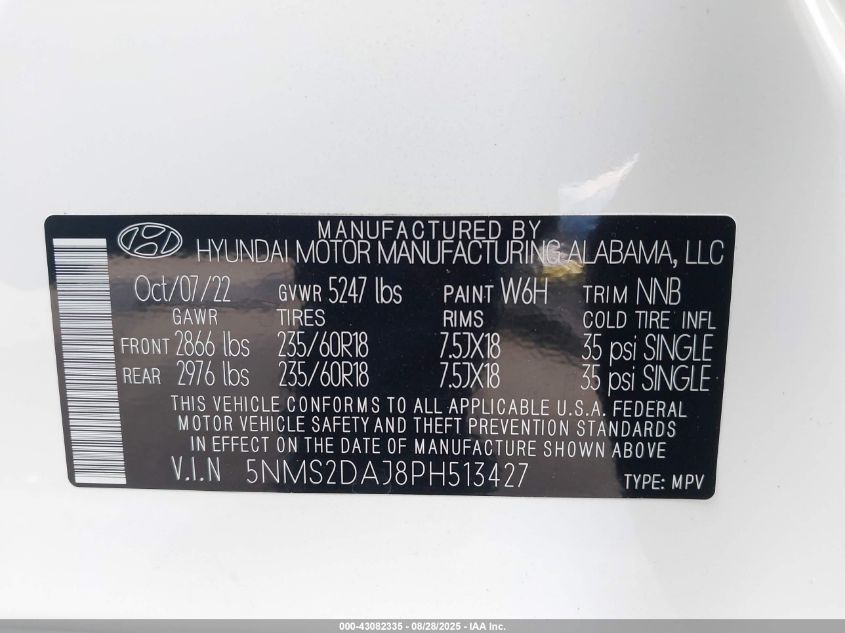 MANUFACTURED BY
HYUNDAI MOTOR MANUFACTURING ALABAMA, LLC
Oct/07/22 GVWR 5247 lbs PAINT W6H TRIM NNB
GAWR TIRES RIMS COLD TIRE INFL
FRONT 2866 lbs 235/60R18 7.5JX18 35 psi SINGLE
REAR 2976 lbs 235/60R18 7.5JX18 35 psi SINGLE
THIS VEHICLE CONFORMS TO ALL APPLICABLE U.S.A. FEDERAL
MOTOR VEHICLE SAFETY AND THEFT PREVENTION STANDARDS
IN EFFECT ON THE DATE OF MANUFACTURE SHOWN ABOVE
V.I.N 5NMS2DAJ8PH513427 TYPE: MPV
000-43082335 - 08/28/2025 - IAA Inc.